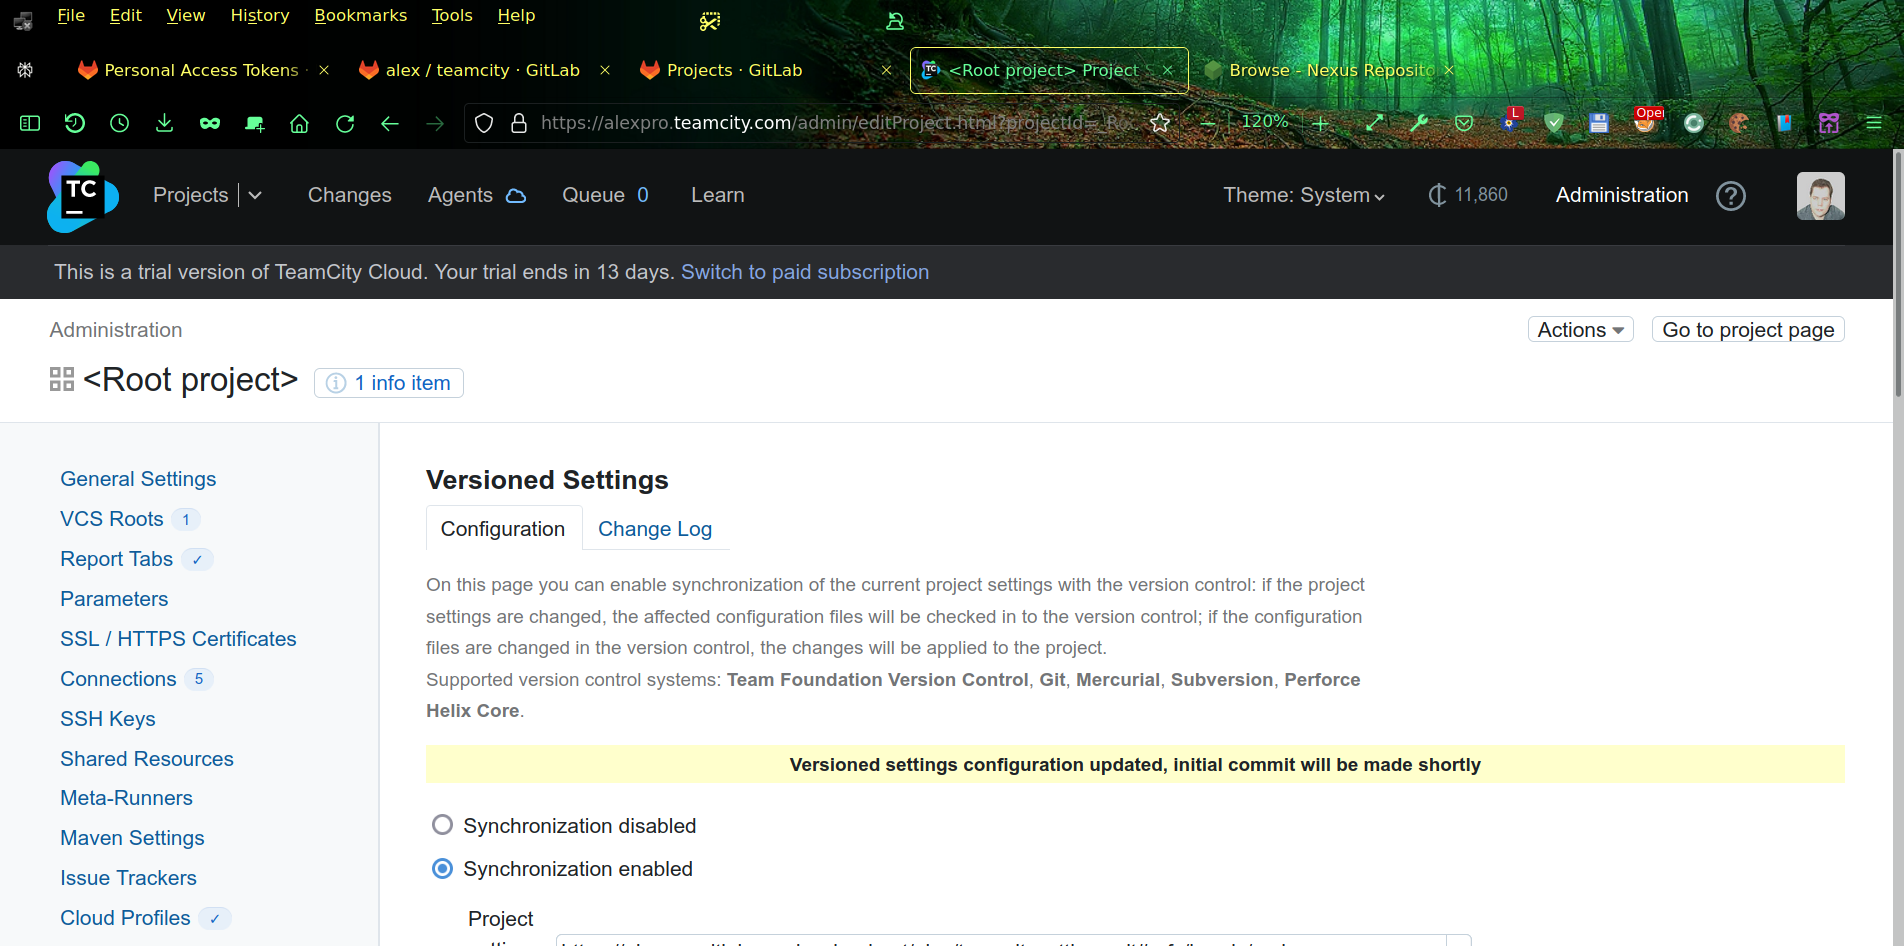 File Edit View History Bookmarks Tools Help
Personal Access Tokens · alex / teamcity · GitLab Projects · GitLab <Root project> Project Browse - Nexus Reposito
https://alexpro.teamcity.com/admin/editProject.html?projectId=_Ro 120% L Oper
TC Projects Changes Agents Queue 0 Learn Theme: System 11,860 Administration ?
This is a trial version of TeamCity Cloud. Your trial ends in 13 days. Switch to paid subscription
Administration Actions Go to project page
<Root project> 1 info item
General Settings
VCS Roots 1
Report Tabs ✓
Parameters
SSL / HTTPS Certificates
Connections 5
SSH Keys
Shared Resources
Meta-Runners
Maven Settings
Issue Trackers
Cloud Profiles ✓
Versioned Settings
Configuration Change Log
On this page you can enable synchronization of the current project settings with the version control: if the project
settings are changed, the affected configuration files will be checked in to the version control; if the configuration
files are changed in the version control, the changes will be applied to the project.
Supported version control systems: Team Foundation Version Control, Git, Mercurial, Subversion, Perforce
Helix Core.
Versioned settings configuration updated, initial commit will be made shortly
Synchronization disabled
Synchronization enabled
Project